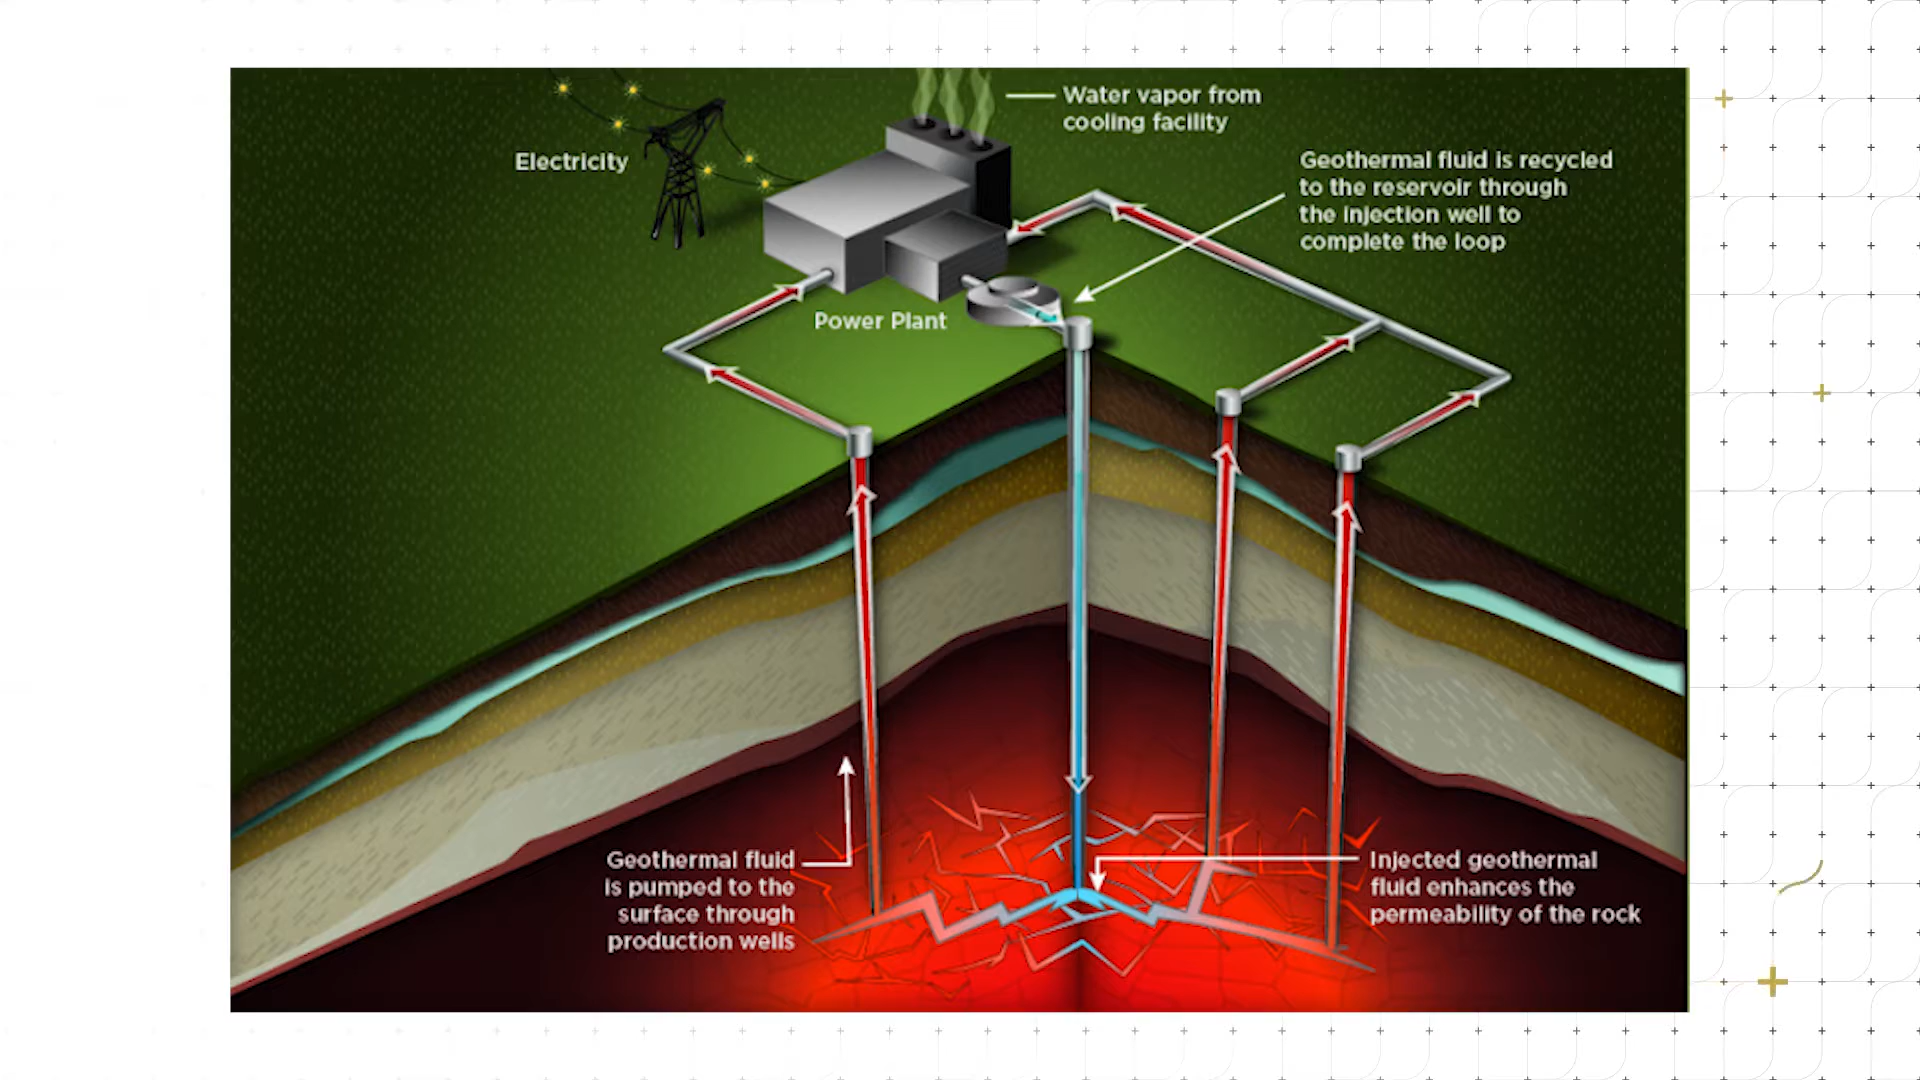 Water vapor from
cooling facility
Electricity
Geothermal fluid is recycled
to the reservoir through
the injection well to
complete the loop
Power Plant
Geothermal fluid
is pumped to the
surface through
production wells
Injected geothermal
fluid enhances the
permeability of the rock